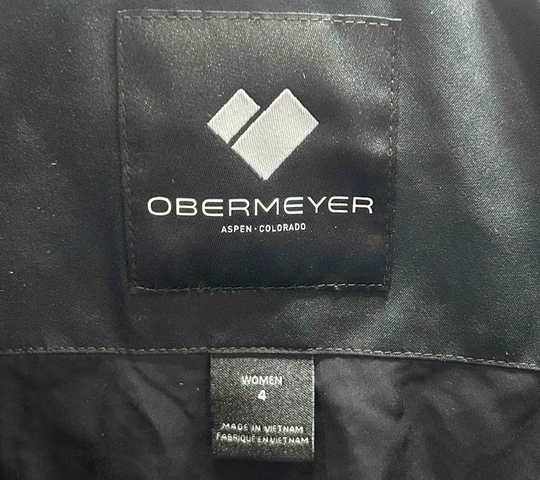 OBERMEYER
ASPEN · COLORADO
WOMEN
4
MADE IN VIETNAM
FABRIQUÉ EN VIETNAM